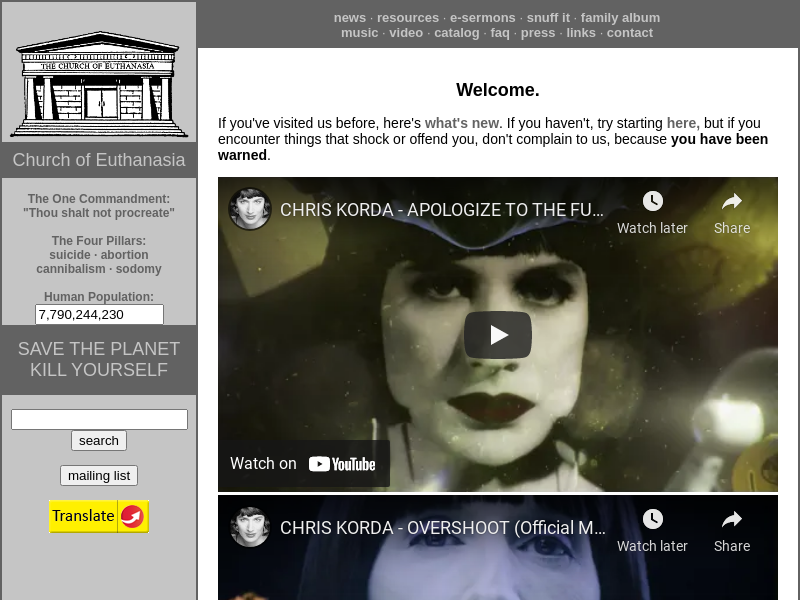 THE CHURCH OF EUTHANASIA
Church of Euthanasia
The One Commandment:
"Thou shalt not procreate"
The Four Pillars:
suicide · abortion
cannibalism · sodomy
Human Population:
7,790,244,230
SAVE THE PLANET
KILL YOURSELF
search
mailing list
Translate
news · resources · e-sermons · snuff it · family album
music · video · catalog · faq · press · links · contact
Welcome.
If you've visited us before, here's what's new. If you haven't, try starting here, but if you
encounter things that shock or offend you, don't complain to us, because you have been
warned.
CHRIS KORDA - APOLOGIZE TO THE FU...
Watch later
Share
Watch on YouTube
CHRIS KORDA - OVERSHOOT (Official M...
Watch later
Share